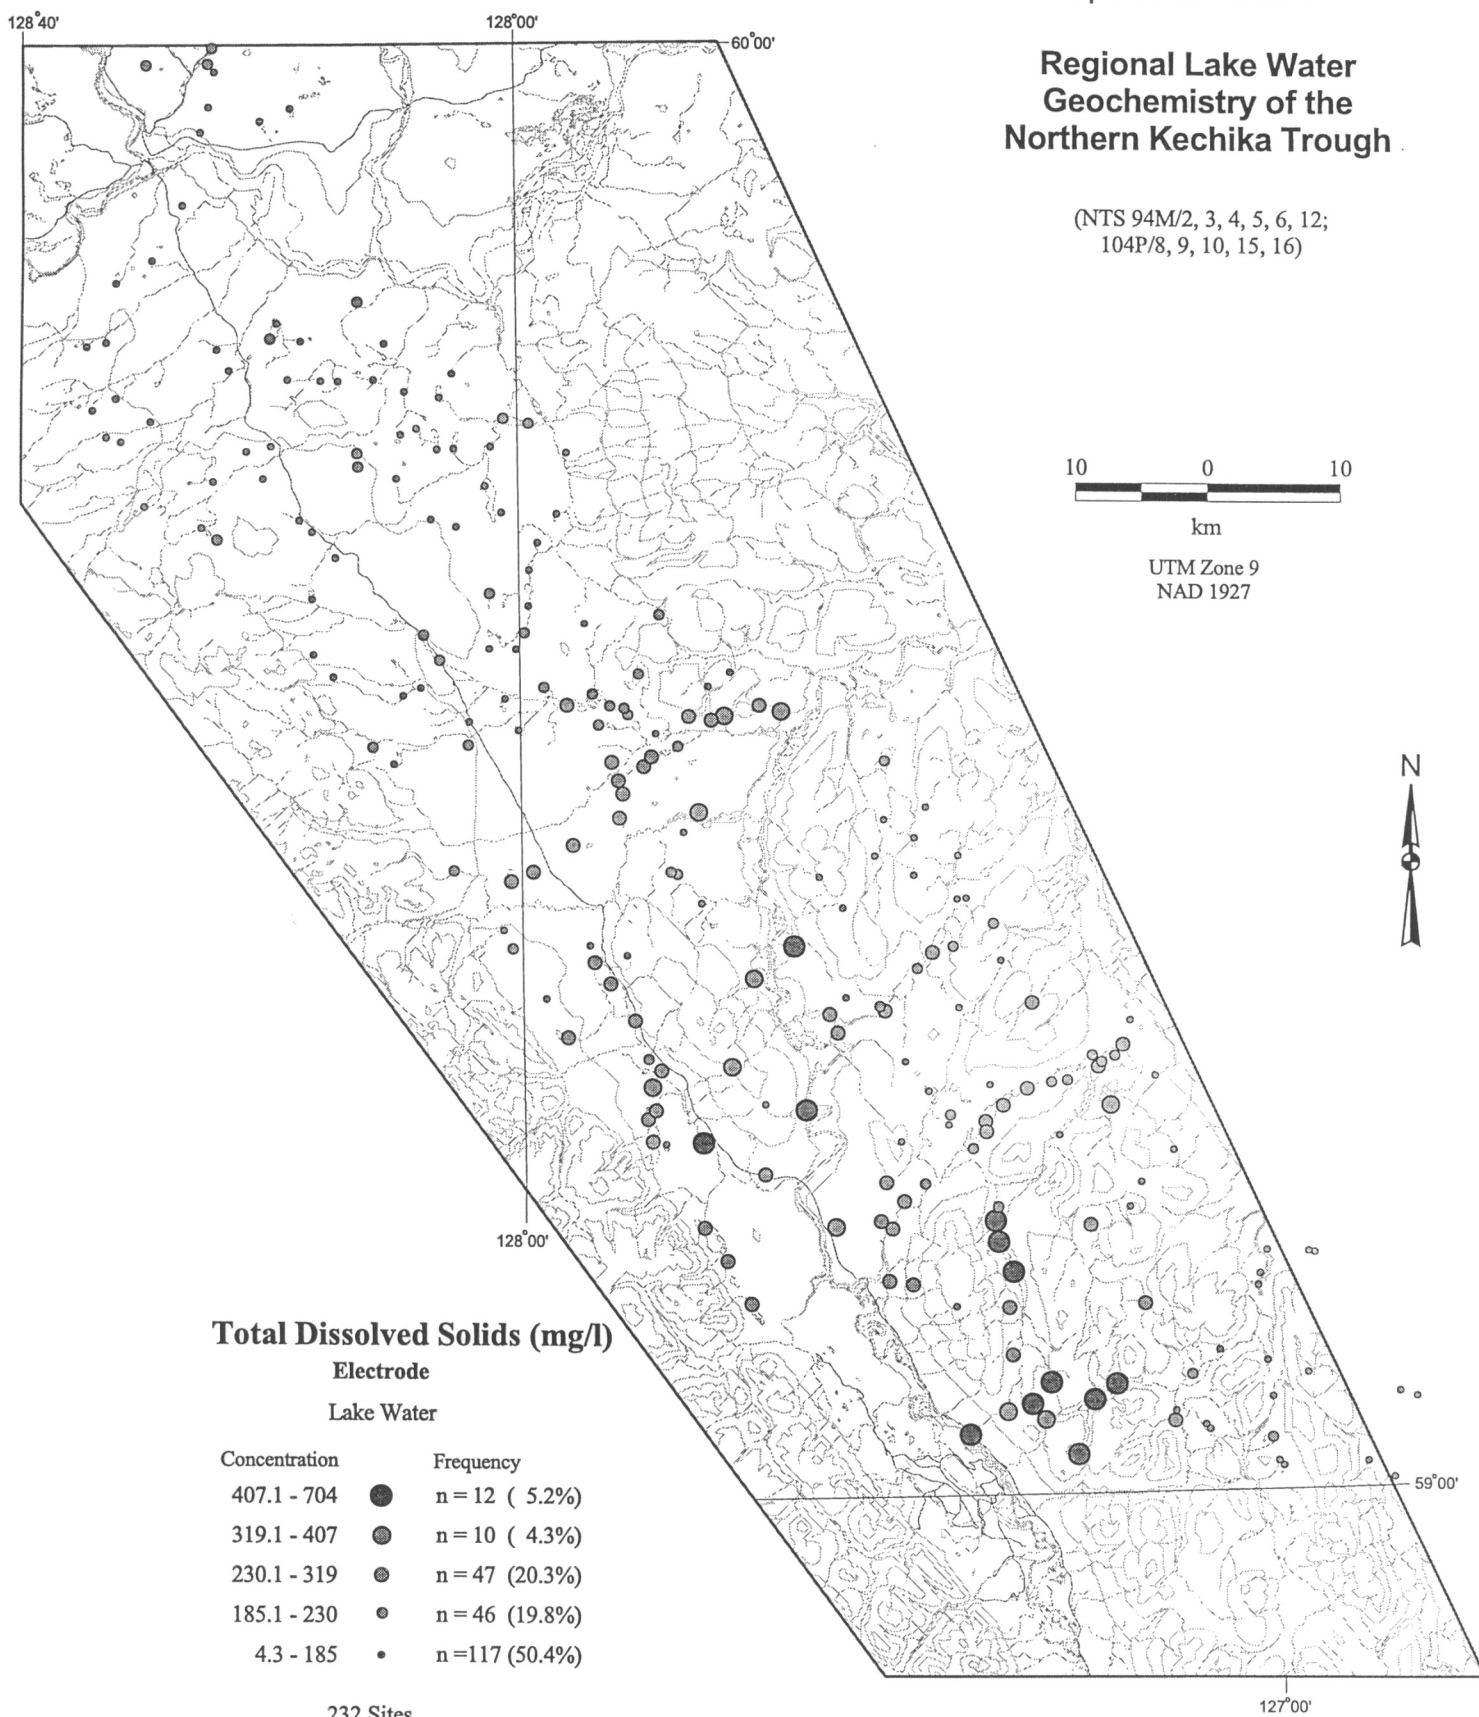 128°40'
128°00'
60°00'
Regional Lake Water
Geochemistry of the
Northern Kechika Trough
(NTS 94M/2, 3, 4, 5, 6, 12;
104P/8, 9, 10, 15, 16)
10 0 10
km
UTM Zone 9
NAD 1927
N
128°00'
Total Dissolved Solids (mg/l)
Electrode
Lake Water
Concentration Frequency
407.1 - 704 n = 12 ( 5.2%)
319.1 - 407 n = 10 ( 4.3%)
230.1 - 319 n = 47 (20.3%)
185.1 - 230 n = 46 (19.8%)
4.3 - 185 n =117 (50.4%)
232 Sites
59°00'
127°00'